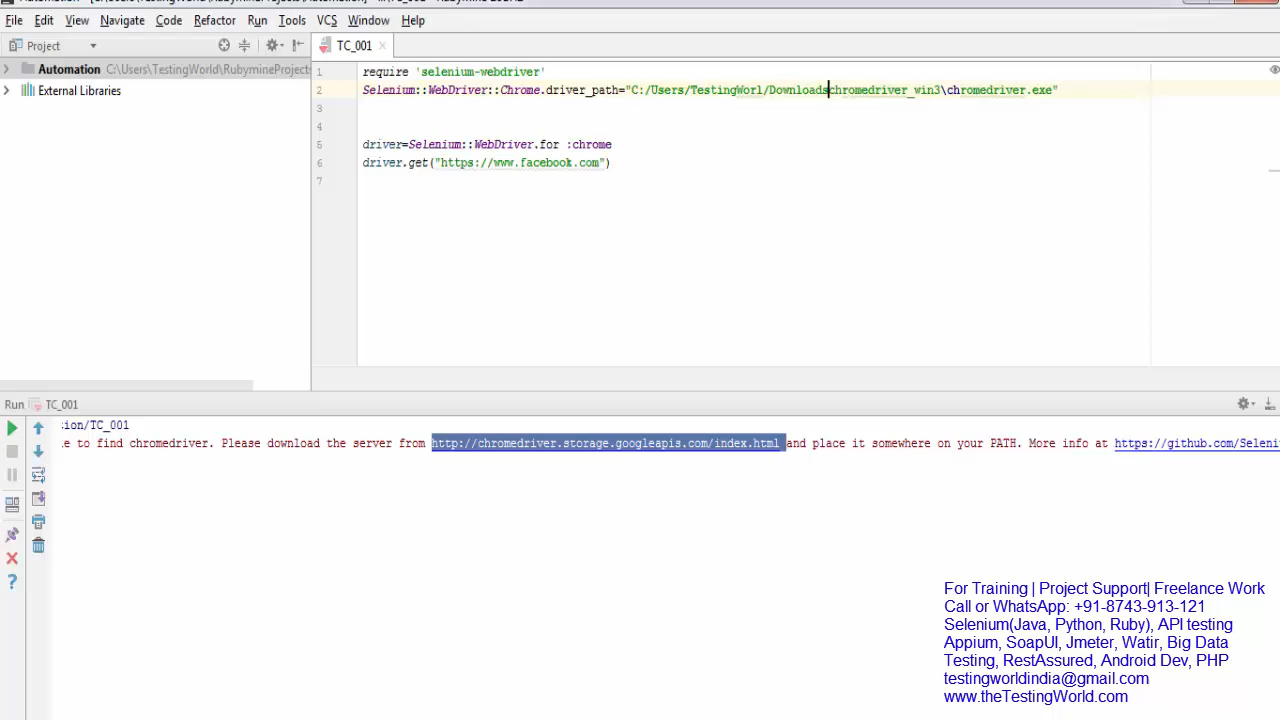 File Edit View Navigate Code Refactor Run Tools VCS Window Help
Project
TC_001
Automation C:\Users\TestingWorld\RubymineProjects
External Libraries
1 require 'selenium-webdriver'
2 Selenium::WebDriver::Chrome.driver_path="C:/Users/TestingWorl/Downloadschromedriver_win3\chromedriver.exe"
3
4
5 driver=Selenium::WebDriver.for :chrome
6 driver.get("https://www.facebook.com")
7
Run TC_001
:ion/TC_001
e to find chromedriver. Please download the server from http://chromedriver.storage.googleapis.com/index.html and place it somewhere on your PATH. More info at https://github.com/Seleni
For Training | Project Support| Freelance Work
Call or WhatsApp: +91-8743-913-121
Selenium(Java, Python, Ruby), API testing
Appium, SoapUI, Jmeter, Watir, Big Data
Testing, RestAssured, Android Dev, PHP
testingworldindia@gmail.com
www.theTestingWorld.com